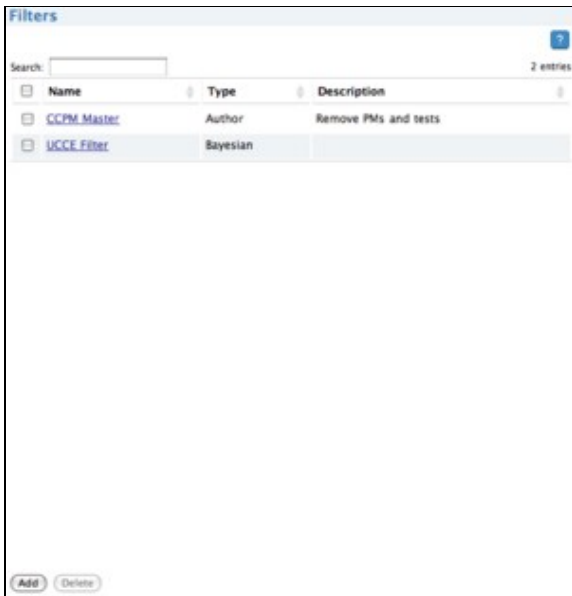 Filters
?
Search: 2 entries
Name Type Description
CCPM Master Author Remove PMs and tests
UCCE Filter Bayesian
Add Delete